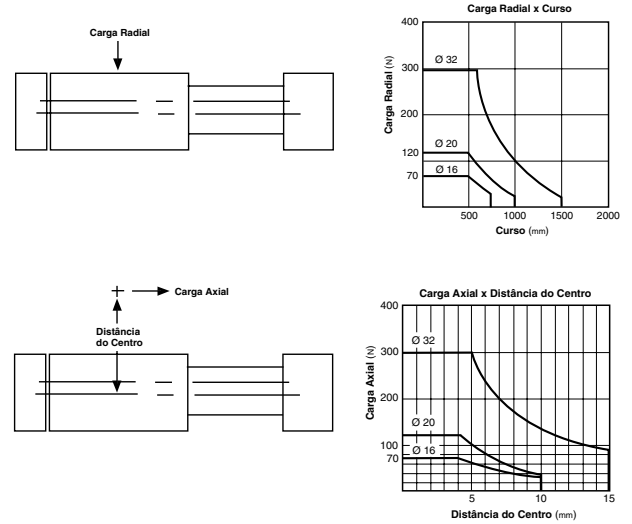 Carga Radial
Carga Radial x Curso
Carga Radial (N)
400
300
200
120
70
Ø 32
Ø 20
Ø 16
500
1000
1500
2000
Curso (mm)
Carga Axial
Distância
do Centro
Carga Axial x Distância do Centro
Carga Axial (N)
400
300
200
100
70
Ø 32
Ø 20
Ø 16
5
10
15
Distância do Centro (mm)